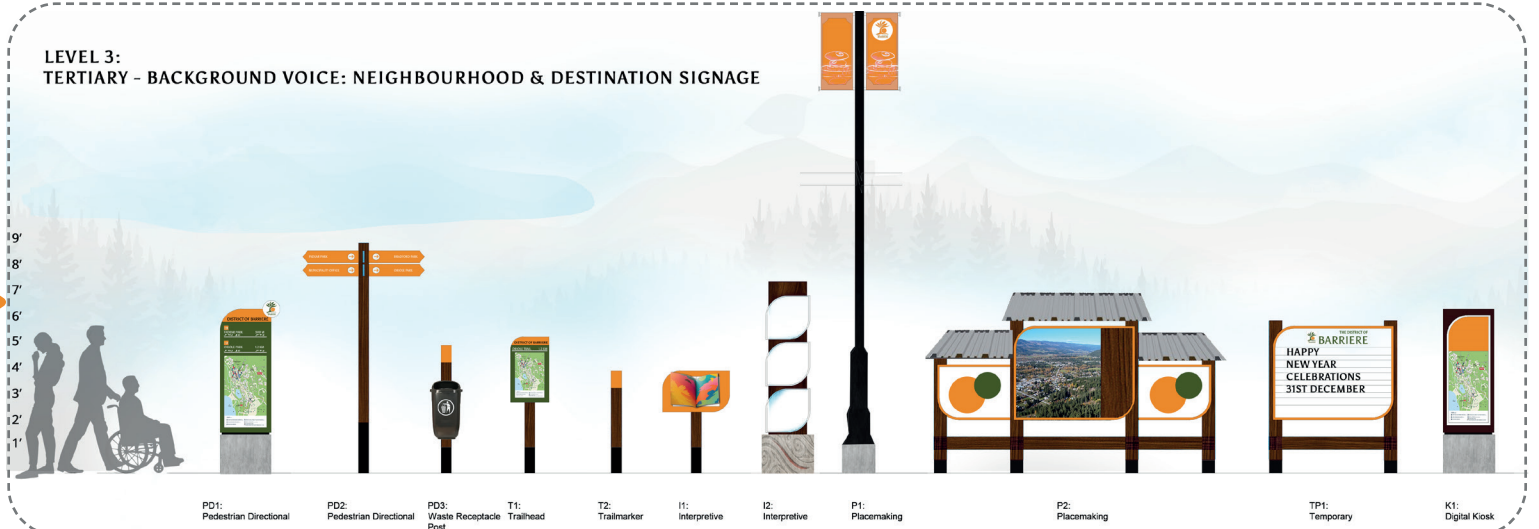 LEVEL 3:
TERTIARY - BACKGROUND VOICE: NEIGHBOURHOOD & DESTINATION SIGNAGE
9'
8'
7'
6'
5'
4'
3'
2'
1'
DISTRICT OF BARRIERE
DISTRICT OF BARRIERE
THE DISTRICT OF
BARRIERE
HAPPY
NEW YEAR
CELEBRATIONS
31ST DECEMBER
PD1:
Pedestrian Directional
PD2:
Pedestrian Directional
PD3:
Waste Receptacle
Post
T1:
Trailhead
T2:
Trailmarker
I1:
Interpretive
I2:
Interpretive
P1:
Placemaking
P2:
Placemaking
TP1:
Temporary
K1:
Digital Kiosk